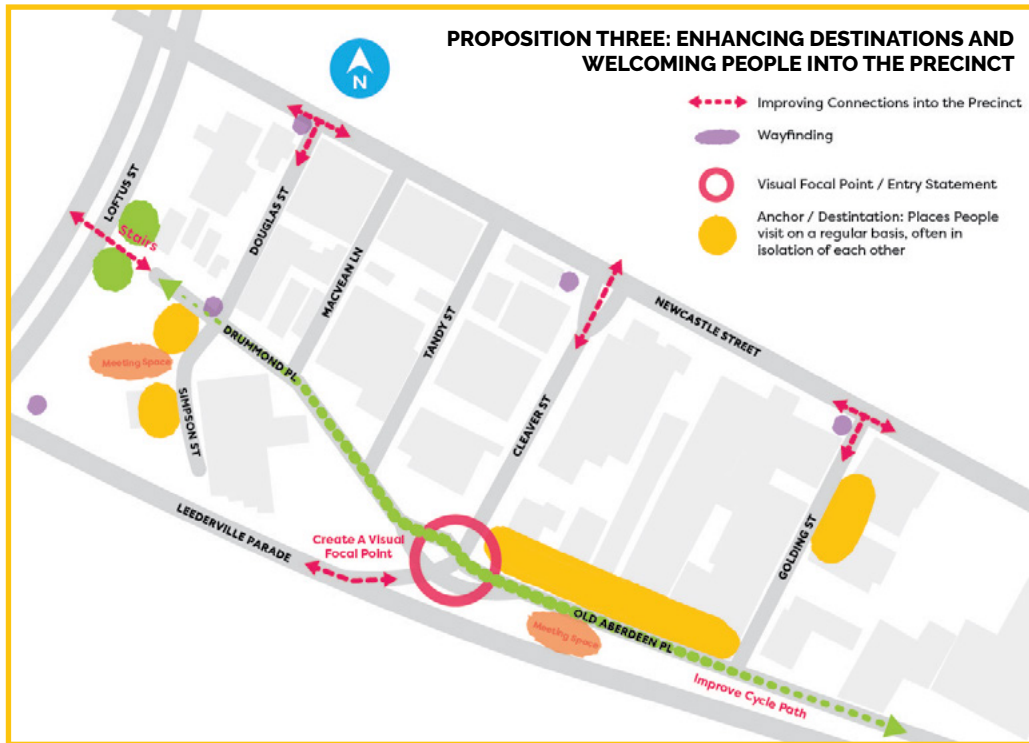 PROPOSITION THREE: ENHANCING DESTINATIONS AND
WELCOMING PEOPLE INTO THE PRECINCT
N
Improving Connections into the Precinct
Wayfinding
Visual Focal Point / Entry Statement
Anchor / Destintation: Places People
visit on a regular basis, often in
isolation of each other
LOFTUS ST
Stairs
DOUGLAS ST
MACVEAN LN
TANDY ST
NEWCASTLE STREET
DRUMMOND PL
Meeting Space
SIMPSON ST
CLEAVER ST
GOLDING ST
LEEDERVILLE PARADE
Create A Visual
Focal Point
OLD ABERDEEN PL
Meeting Space
Improve Cycle Path